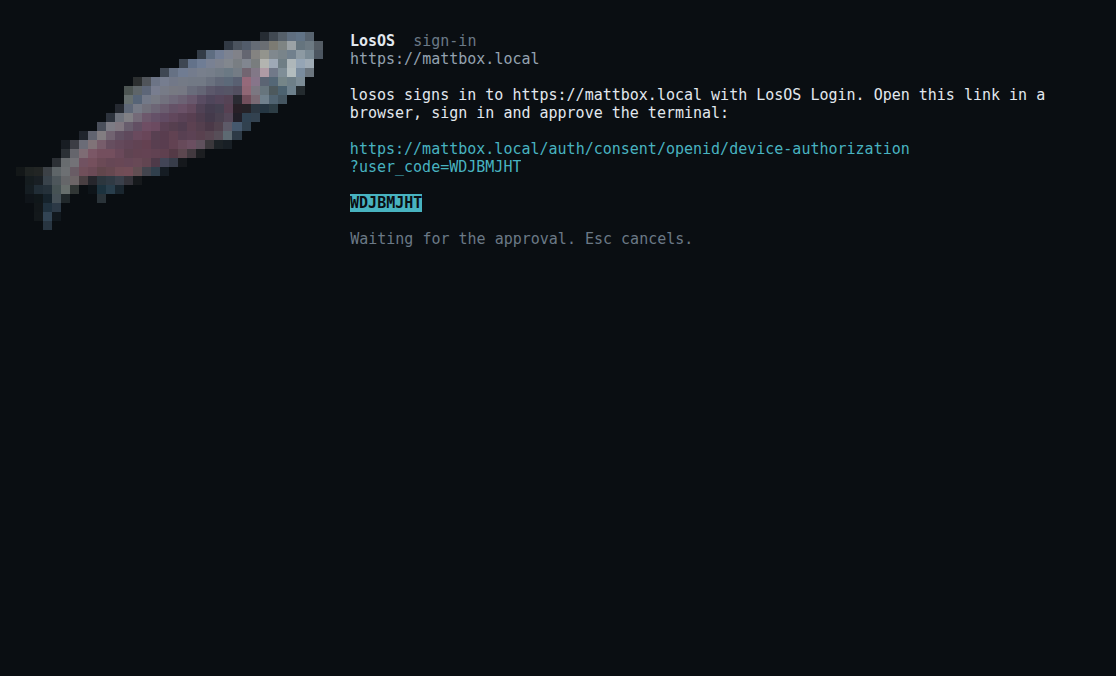 LosOS sign-in
https://mattbox.local
losos signs in to https://mattbox.local with LosOS Login. Open this link in a
browser, sign in and approve the terminal:
https://mattbox.local/auth/consent/openid/device-authorization
?user_code=WDJBMJHT
WDJBMJHT
Waiting for the approval. Esc cancels.